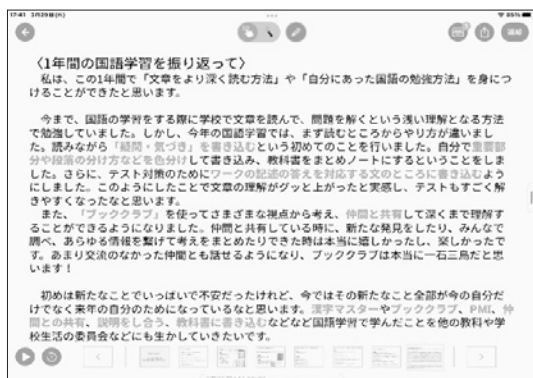 17:41 3月29日(水)
85%
〈1年間の国語学習を振り返って〉
私は、この1年間で「文章をより深く読む方法」や「自分にあった国語の勉強方法」を身につ
けることができたと思います。
今まで、国語の学習をする際に学校で文章を読んで、問題を解くという浅い理解となる方法
で勉強していました。しかし、今年の国語学習では、まず読むところからやり方が違いまし
た。読みながら「疑問・気づき」を書き込むという初めてのことを行いました。自分で重要部
分や段落の分け方などを色分けして書き込み、教科書をまとめノートにするということをしま
した。さらに、テスト対策のためにワークの記述の答えを対応する文のところに書き込むよう
にしました。このようにしたことで文章の理解がグッと上がったと実感し、テストもすごく解
きやすくなったなと思います。
また、「ブッククラブ」を使ってさまざまな視点から考え、仲間と共有して深くまで理解す
ることができるようになりました。仲間と共有している時に、新たな発見をしたり、みんなで
調べ、あらゆる情報を繋げて考えをまとめたりできた時は本当に嬉しかったし、楽しかったで
す。あまり交流のなかった仲間とも話せるようになり、ブッククラブは本当に一石三鳥だと思
います！
初めは新たなことでいっぱいで不安だったけれど、今ではその新たなこと全部が今の自分だ
けでなく来年の自分のためになっているなと思います。漢字マスターやブッククラブ、PMI、仲
間との共有、説明をし合う、教科書に書き込むなどなど国語学習で学んだことを他の教科や学
校生活の委員会などにも生かしていきたいです。